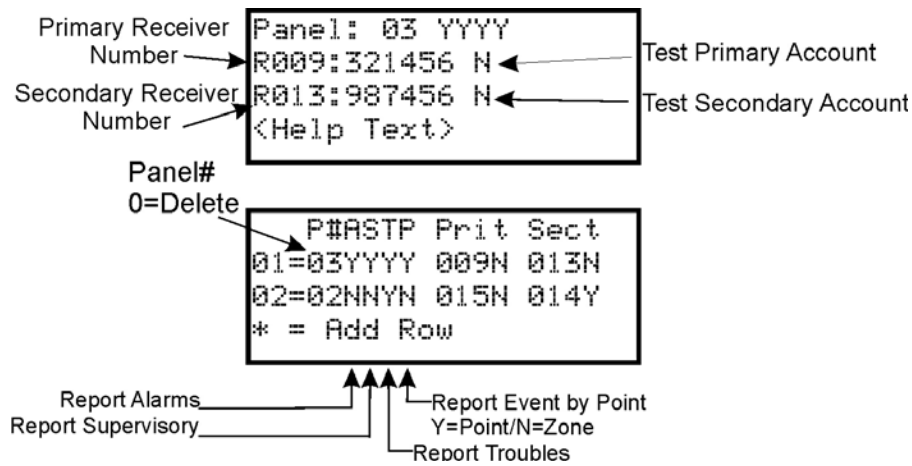 Primary Receiver
Number
Secondary Receiver
Number
Panel: 03 YYYY
R009:321456 N
R013:987456 N
<Help Text>
Test Primary Account
Test Secondary Account
Panel#
0=Delete
P#ASTP Prit Sect
01=03YYYY 009N 013N
02=02NNYN 015N 014Y
* = Add Row
Report Alarms
Report Supervisory
Report Event by Point
Y=Point/N=Zone
Report Troubles